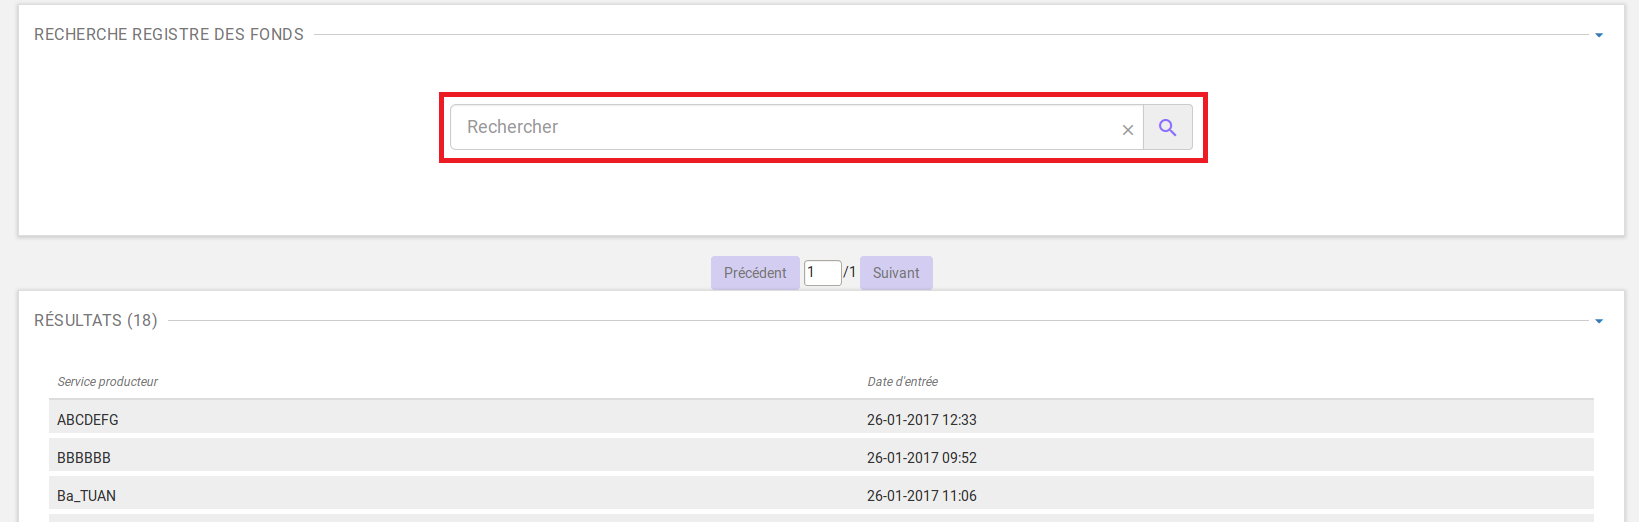 RECHERCHE REGISTRE DES FONDS
Rechercher
Précédent 1 /1 Suivant
RÉSULTATS (18)
Service producteur Date d'entrée
ABCDEFG 26-01-2017 12:33
BBBBBB 26-01-2017 09:52
Ba_TUAN 26-01-2017 11:06